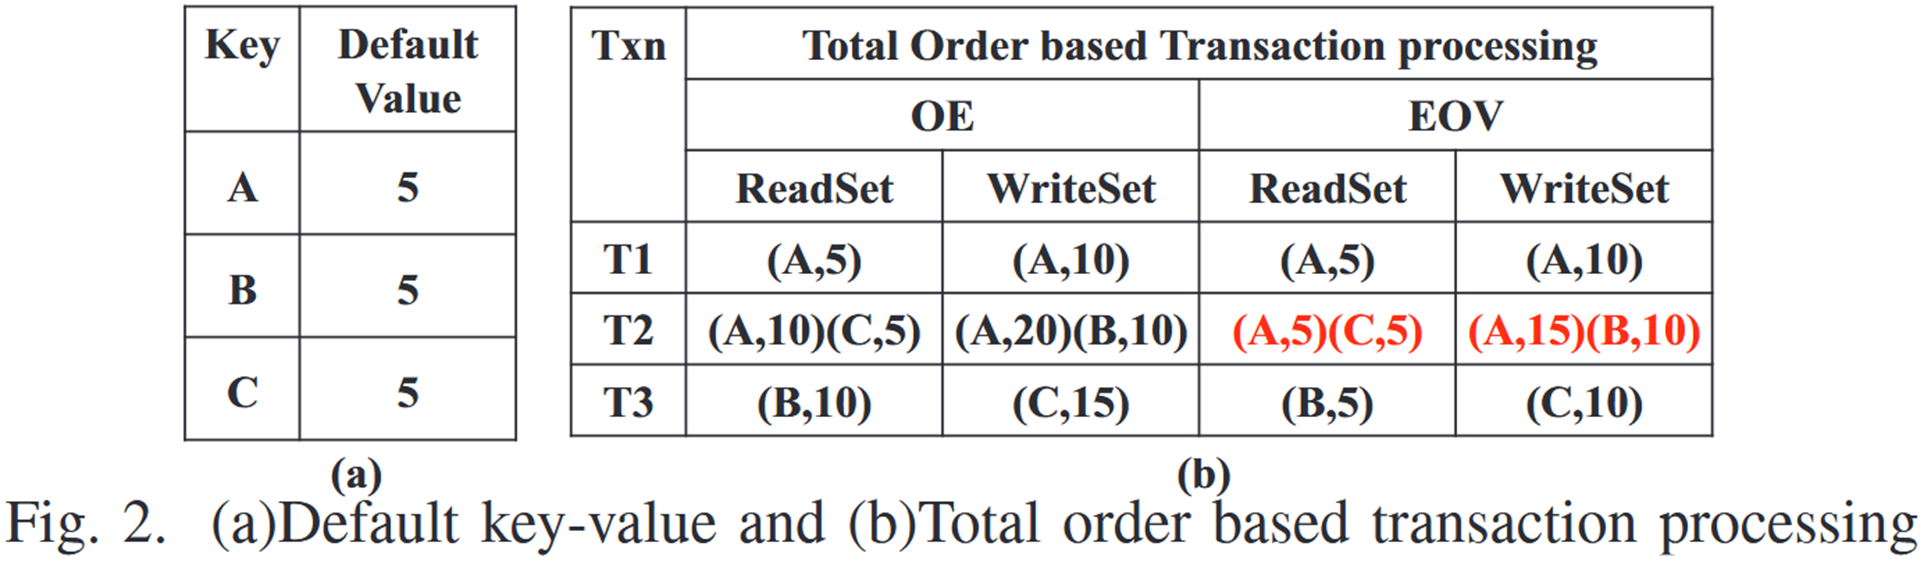 Key Default Value
A 5
B 5
C 5
(a)
Txn Total Order based Transaction processing
OE EOV
ReadSet WriteSet ReadSet WriteSet
T1 (A,5) (A,10) (A,5) (A,10)
T2 (A,10)(C,5) (A,20)(B,10) (A,5)(C,5) (A,15)(B,10)
T3 (B,10) (C,15) (B,5) (C,10)
(b)
Fig. 2. (a)Default key-value and (b)Total order based transaction processing